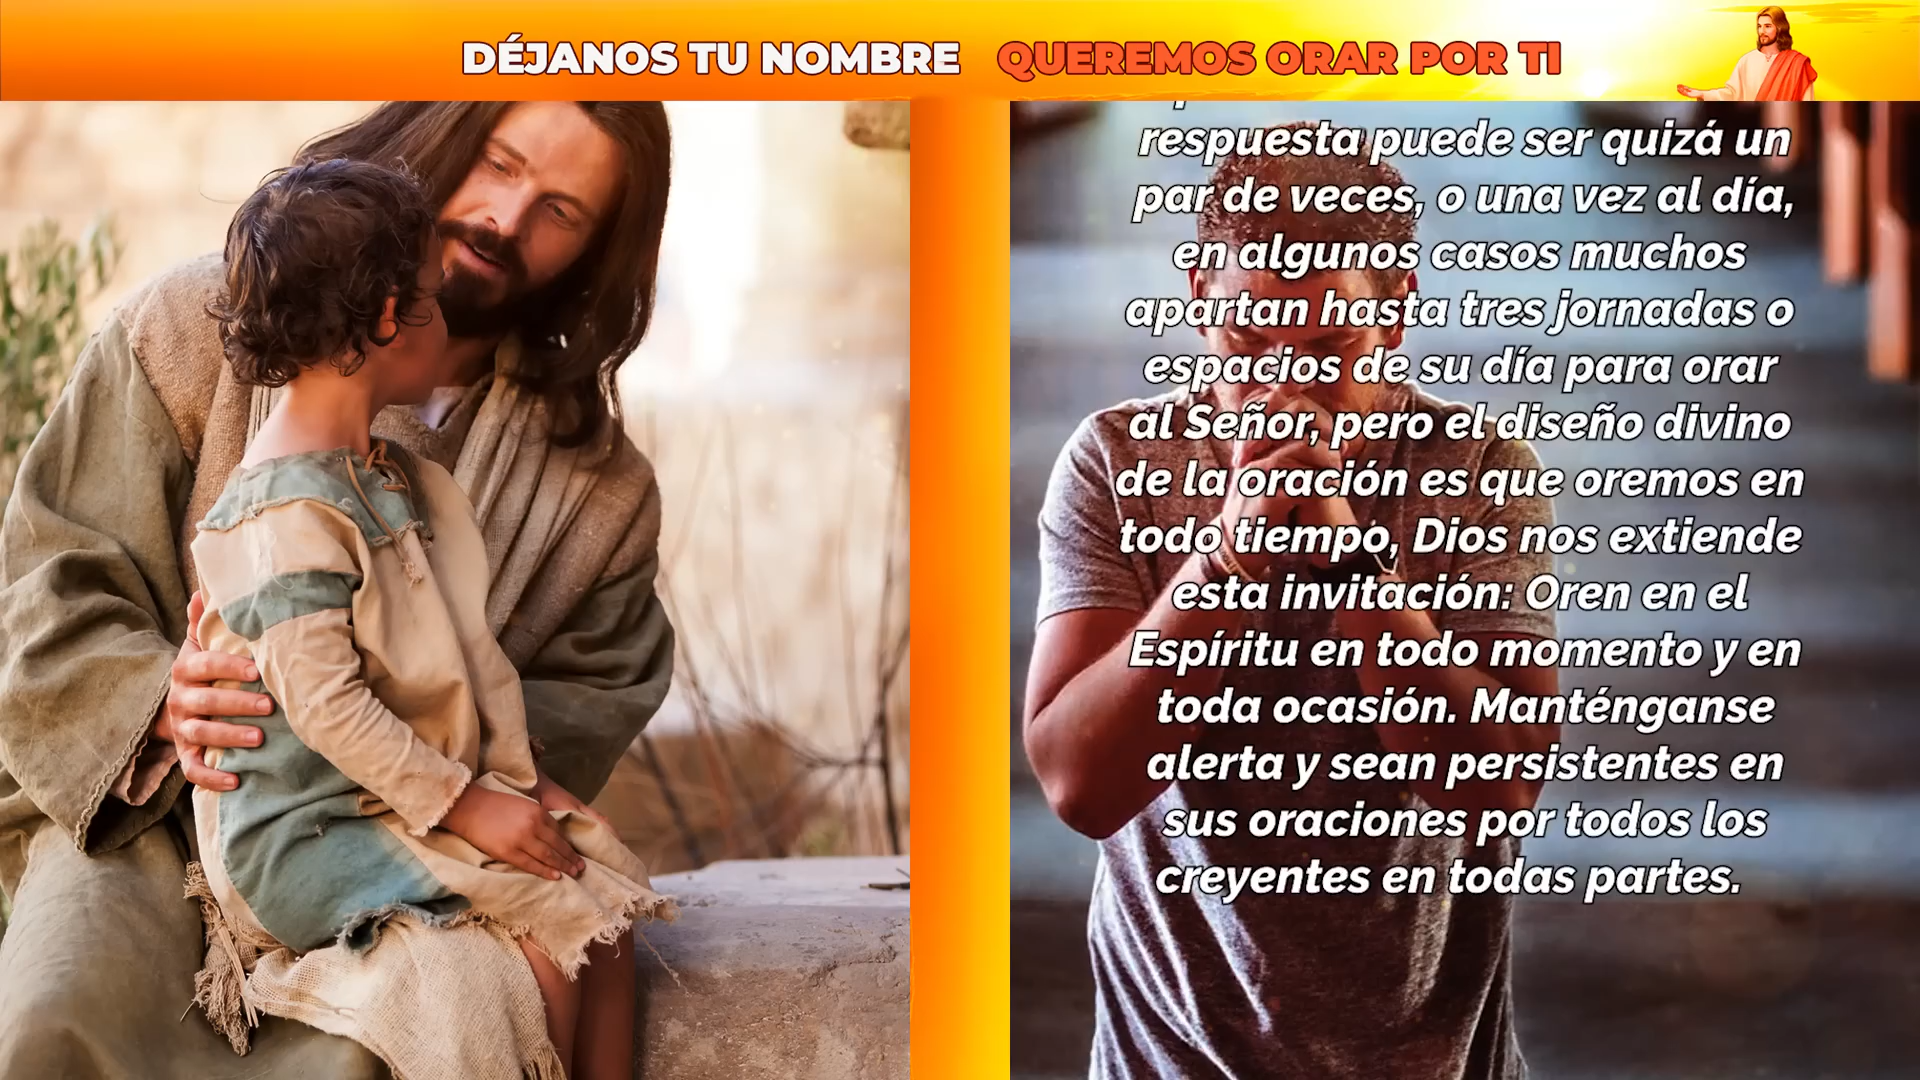 DÉJANOS TU NOMBRE QUEREMOS ORAR POR TI
respuesta puede ser quizá un
par de veces, o una vez al día,
en algunos casos muchos
apartan hasta tres jornadas o
espacios de su día para orar
al Señor, pero el diseño divino
de la oración es que oremos en
todo tiempo, Dios nos extiende
esta invitación: Oren en el
Espíritu en todo momento y en
toda ocasión. Manténganse
alerta y sean persistentes en
sus oraciones por todos los
creyentes en todas partes.